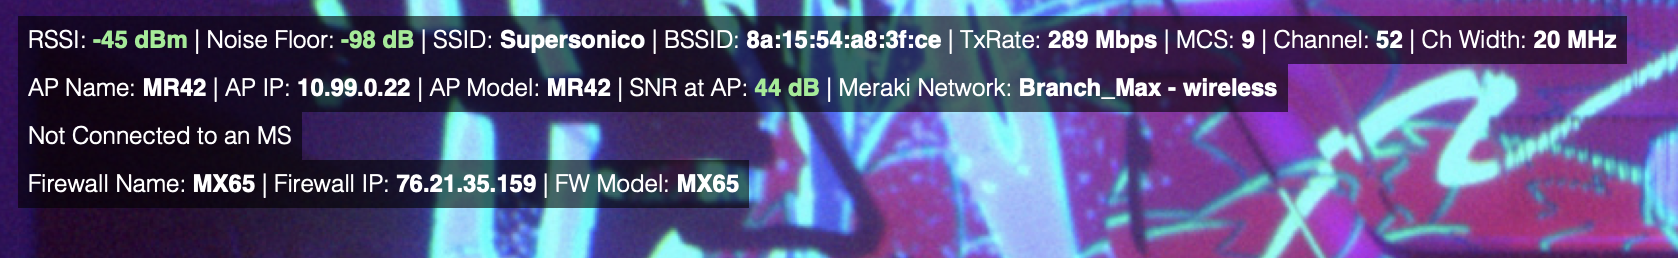 RSSI: -45 dBm | Noise Floor: -98 dB | SSID: Supersonico | BSSID: 8a:15:54:a8:3f:ce | TxRate: 289 Mbps | MCS: 9 | Channel: 52 | Ch Width: 20 MHz
AP Name: MR42 | AP IP: 10.99.0.22 | AP Model: MR42 | SNR at AP: 44 dB | Meraki Network: Branch_Max - wireless
Not Connected to an MS
Firewall Name: MX65 | Firewall IP: 76.21.35.159 | FW Model: MX65